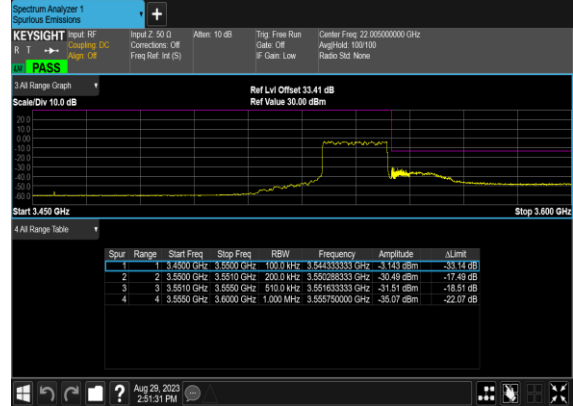 Spectrum Analyzer 1
Spurious Emissions
+
KEYSIGHT Input: RF
R T Coupling: DC
Align: Off
Input Z: 50 Ω
Corrections: Off
Freq Ref: Int (S)
Atten: 10 dB
Trig: Free Run
Gate: Off
IF Gain: Low
Center Freq: 22.005000000 GHz
Avg|Hold: 100/100
Radio Std: None
PASS
3 All Range Graph
Scale/Div 10.0 dB
Ref Lvl Offset 33.41 dB
Ref Value 30.00 dBm
20.0
10.0
0.00
-10.0
-20.0
-30.0
-40.0
-50.0
-60.0
Start 3.450 GHz
Stop 3.600 GHz
4 All Range Table
Spur Range Start Freq Stop Freq RBW Frequency Amplitude ΔLimit
1 1 3.4500 GHz 3.5500 GHz 100.0 kHz 3.544333333 GHz -3.143 dBm -33.14 dB
2 2 3.5500 GHz 3.5510 GHz 200.0 kHz 3.550288333 GHz -30.49 dBm -17.49 dB
3 3 3.5510 GHz 3.5550 GHz 510.0 kHz 3.551633333 GHz -31.51 dBm -18.51 dB
4 4 3.5550 GHz 3.6000 GHz 1.000 MHz 3.555750000 GHz -35.07 dBm -22.07 dB
?
Aug 29, 2023
2:51:31 PM